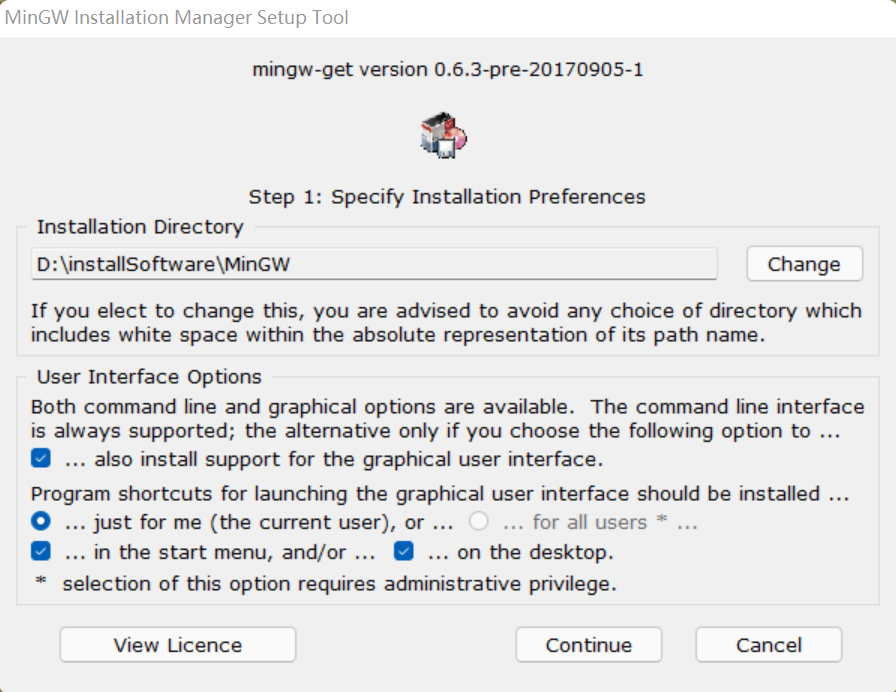 MinGW Installation Manager Setup Tool
mingw-get version 0.6.3-pre-20170905-1
Step 1: Specify Installation Preferences
Installation Directory
D:\installSoftware\MinGW
Change
If you elect to change this, you are advised to avoid any choice of directory which
includes white space within the absolute representation of its path name.
User Interface Options
Both command line and graphical options are available.  The command line interface
is always supported; the alternative only if you choose the following option to ...
... also install support for the graphical user interface.
Program shortcuts for launching the graphical user interface should be installed ...
... just for me (the current user), or ... ... for all users * ...
... in the start menu, and/or ... ... on the desktop.
* selection of this option requires administrative privilege.
View Licence Continue Cancel